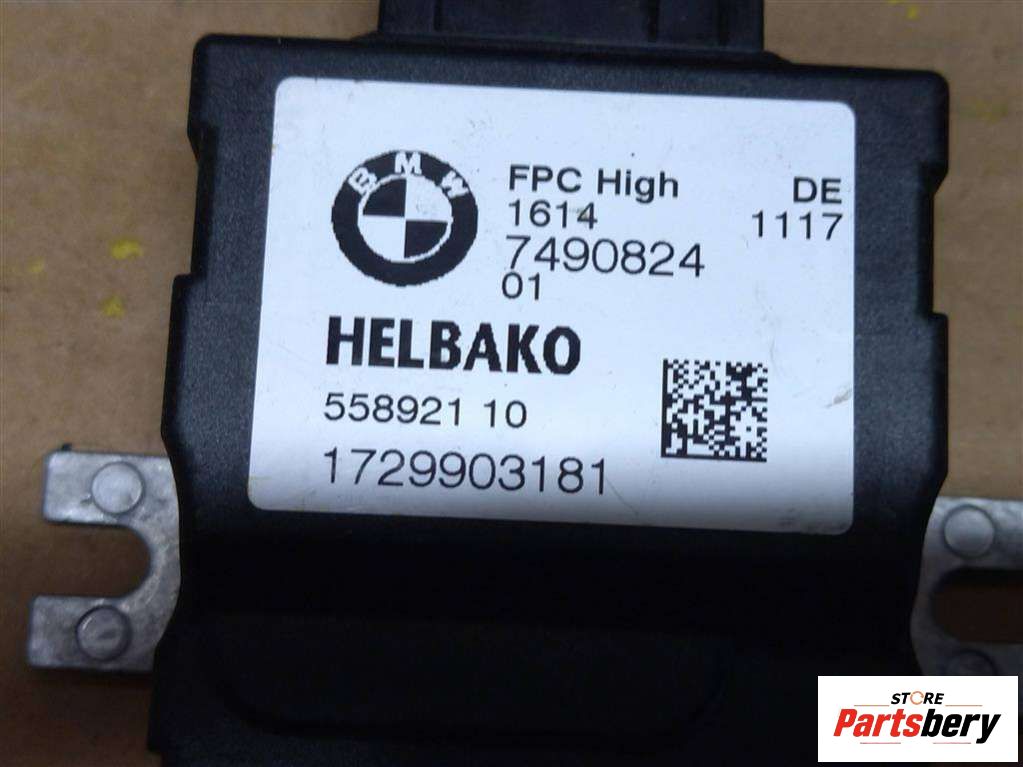 BMW
FPC High
DE
1614
1117
7490824
01
HELBAKO
558921 10
1729903181
STORE
Partsbery